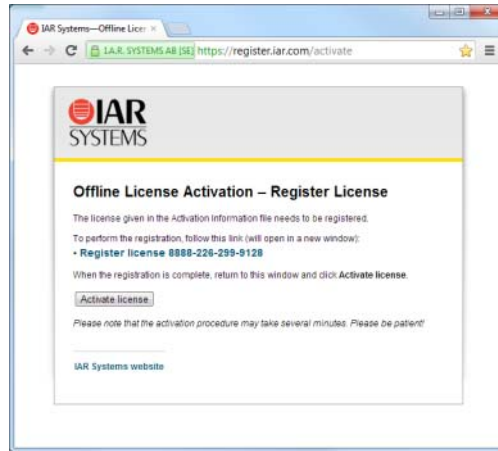 IAR Systems—Offline Licer
I.A.R. SYSTEMS AB [SE] https://register.iar.com/activate
IAR
SYSTEMS
Offline License Activation – Register License
The license given in the Activation Information file needs to be registered.
To perform the registration, follow this link (will open in a new window):
• Register license 8888-226-299-9128
When the registration is complete, return to this window and click Activate license.
Activate license
Please note that the activation procedure may take several minutes. Please be patient!
IAR Systems website